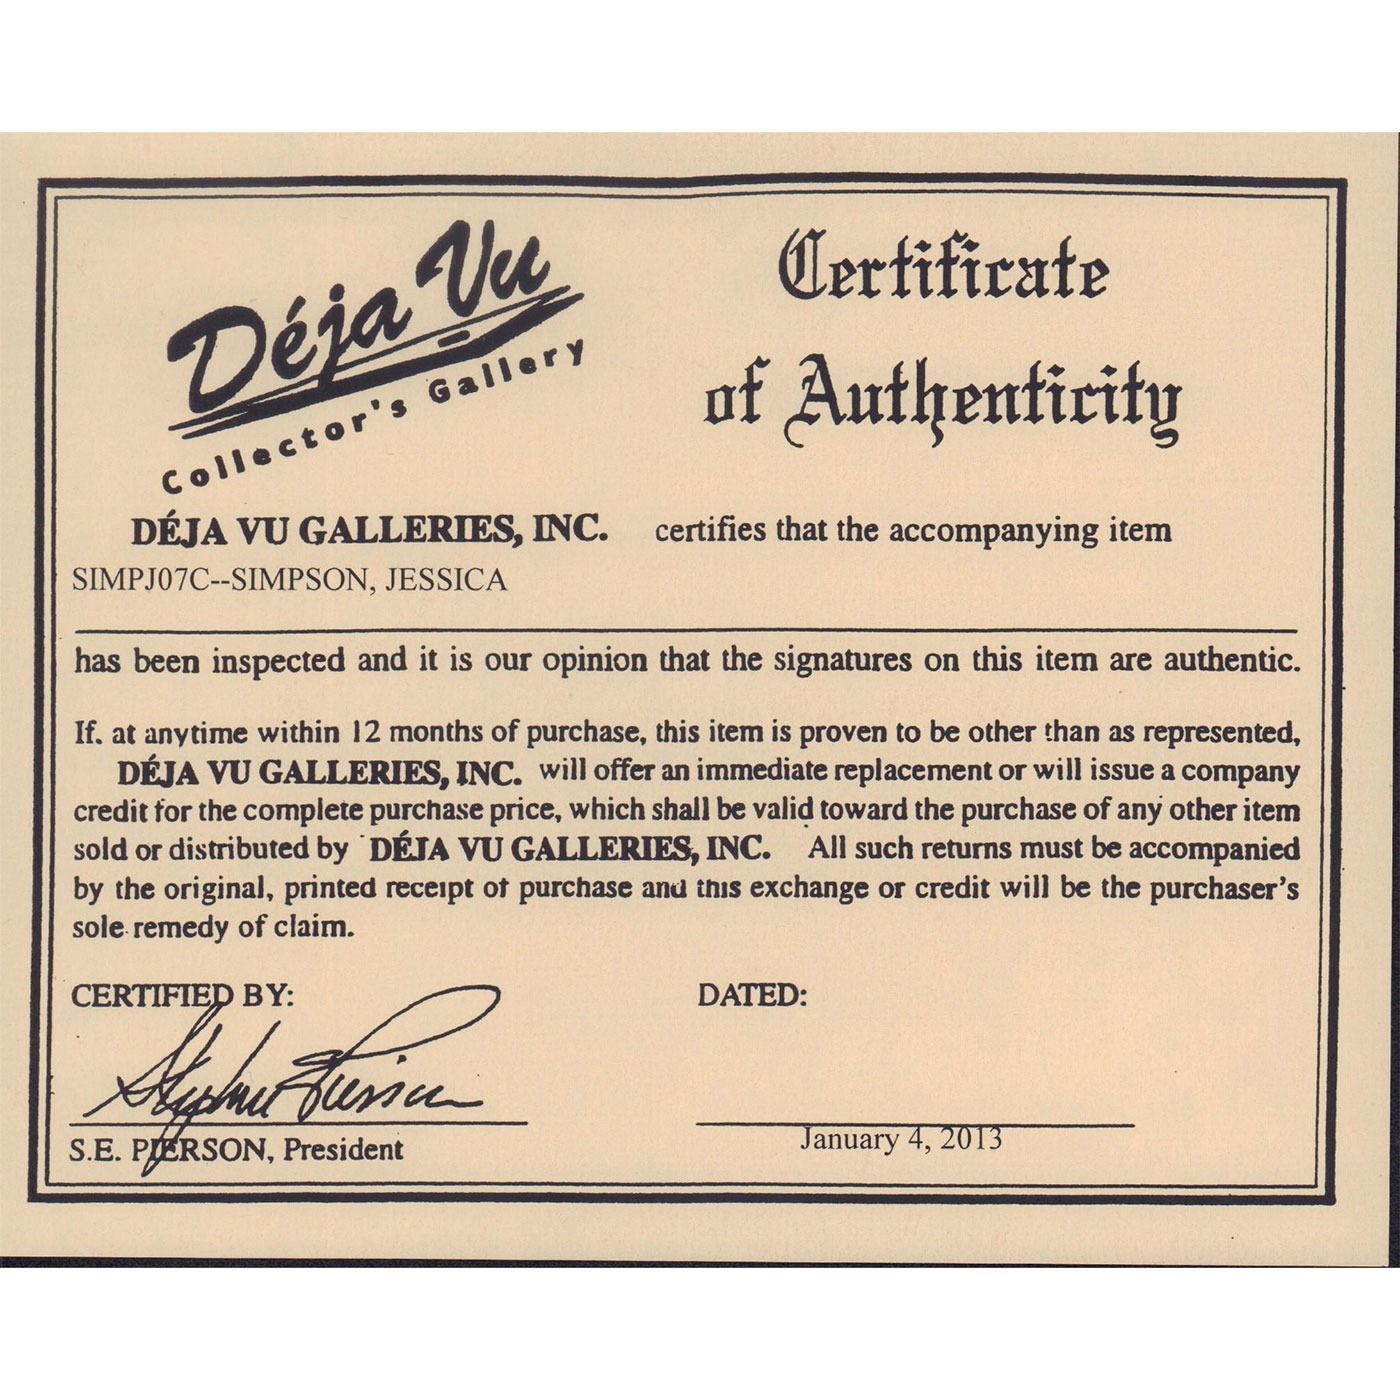 Déja Vu
Collector's Gallery
Certificate
of Authenticity
DÉJA VU GALLERIES, INC. certifies that the accompanying item
SIMPJ07C--SIMPSON, JESSICA
has been inspected and it is our opinion that the signatures on this item are authentic.
If. at anytime within 12 months of purchase, this item is proven to be other than as represented,
DÉJA VU GALLERIES, INC. will offer an immediate replacement or will issue a company
credit for the complete purchase price, which shall be valid toward the purchase of any other item
sold or distributed by DÉJA VU GALLERIES, INC. All such returns must be accompanied
by the original, printed receipt of purchase and this exchange or credit will be the purchaser's
sole remedy of claim.
CERTIFIED BY:
DATED:
S.E. PIERSON, President
January 4, 2013